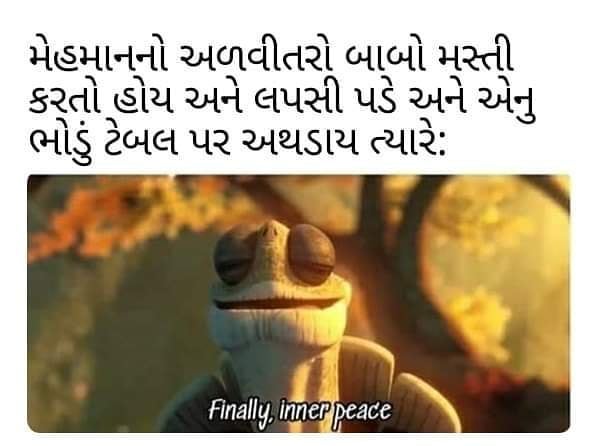 મેહમાનનો અળવીતરો બાબો મસ્તી
કરતો હોય અને લપસી પડે અને એનુ
ભોડું ટેબલ પર અથડાય ત્યારે:
Finally, inner peace